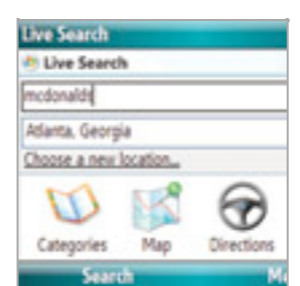 Live Search
Live Search
mcdonalds
Atlanta, Georgia
Choose a new location...
Categories Map Directions
Search